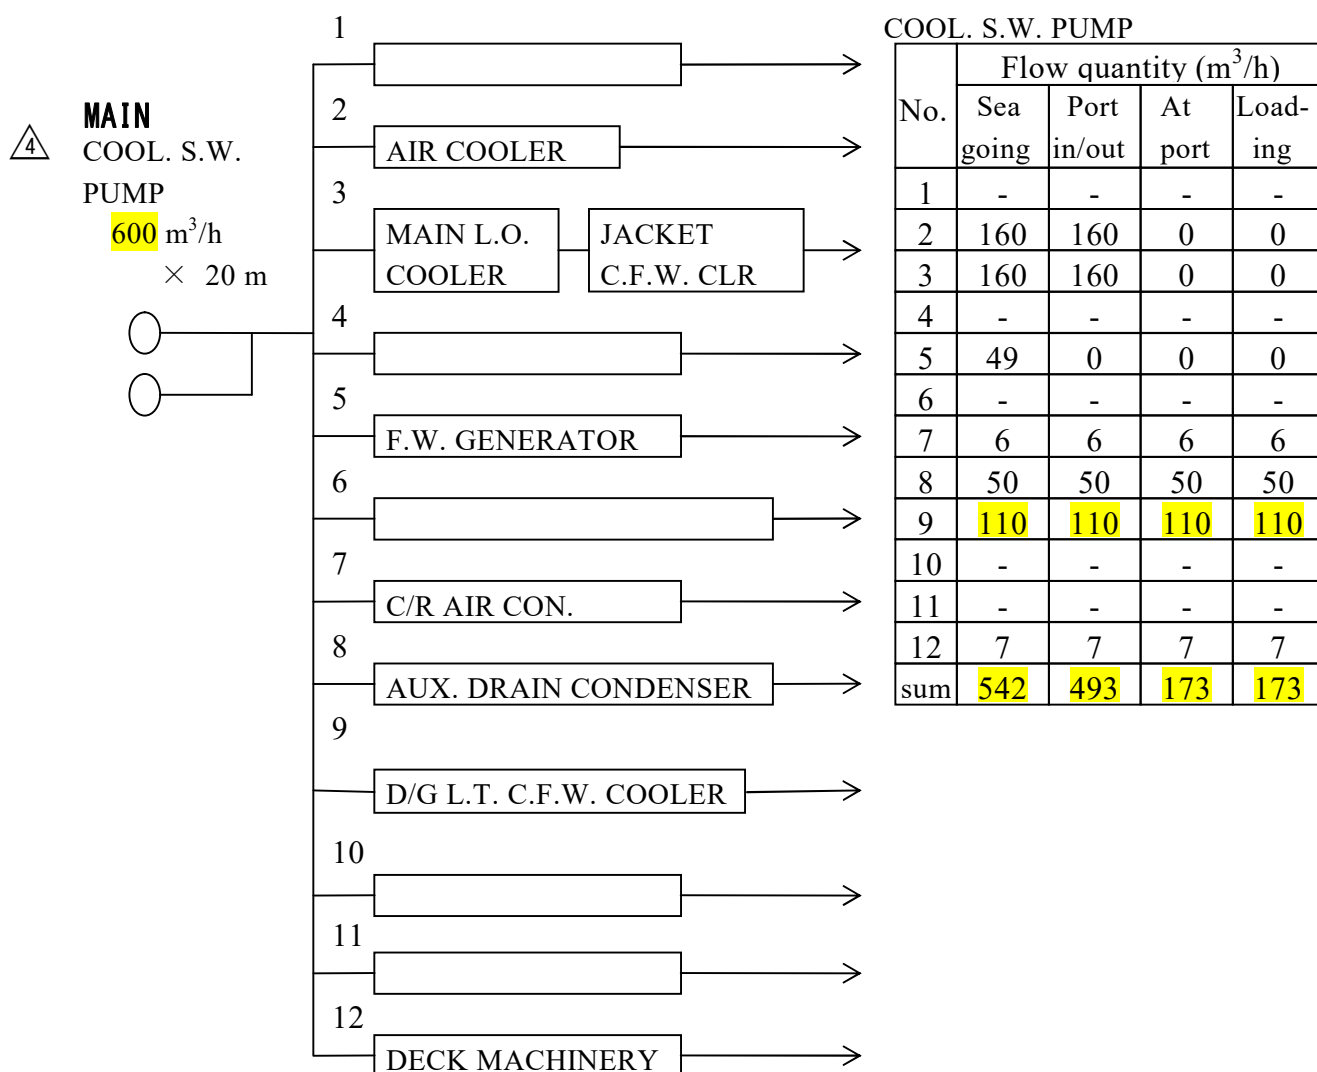 1
COOL. S.W. PUMP
MAIN
COOL. S.W.
PUMP
600 m³/h
× 20 m
4
2
AIR COOLER
3
MAIN L.O.
COOLER
JACKET
C.F.W. CLR
4
5
F.W. GENERATOR
6
7
C/R AIR CON.
8
AUX. DRAIN CONDENSER
9
D/G L.T. C.F.W. COOLER
10
11
12
DECK MACHINERY
No. Flow quantity (m³/h)
Sea going Port in/out At port Load-ing
1 - - - -
2 160 160 0 0
3 160 160 0 0
4 - - - -
5 49 0 0 0
6 - - - -
7 6 6 6 6
8 50 50 50 50
9 110 110 110 110
10 - - - -
11 - - - -
12 7 7 7 7
sum 542 493 173 173